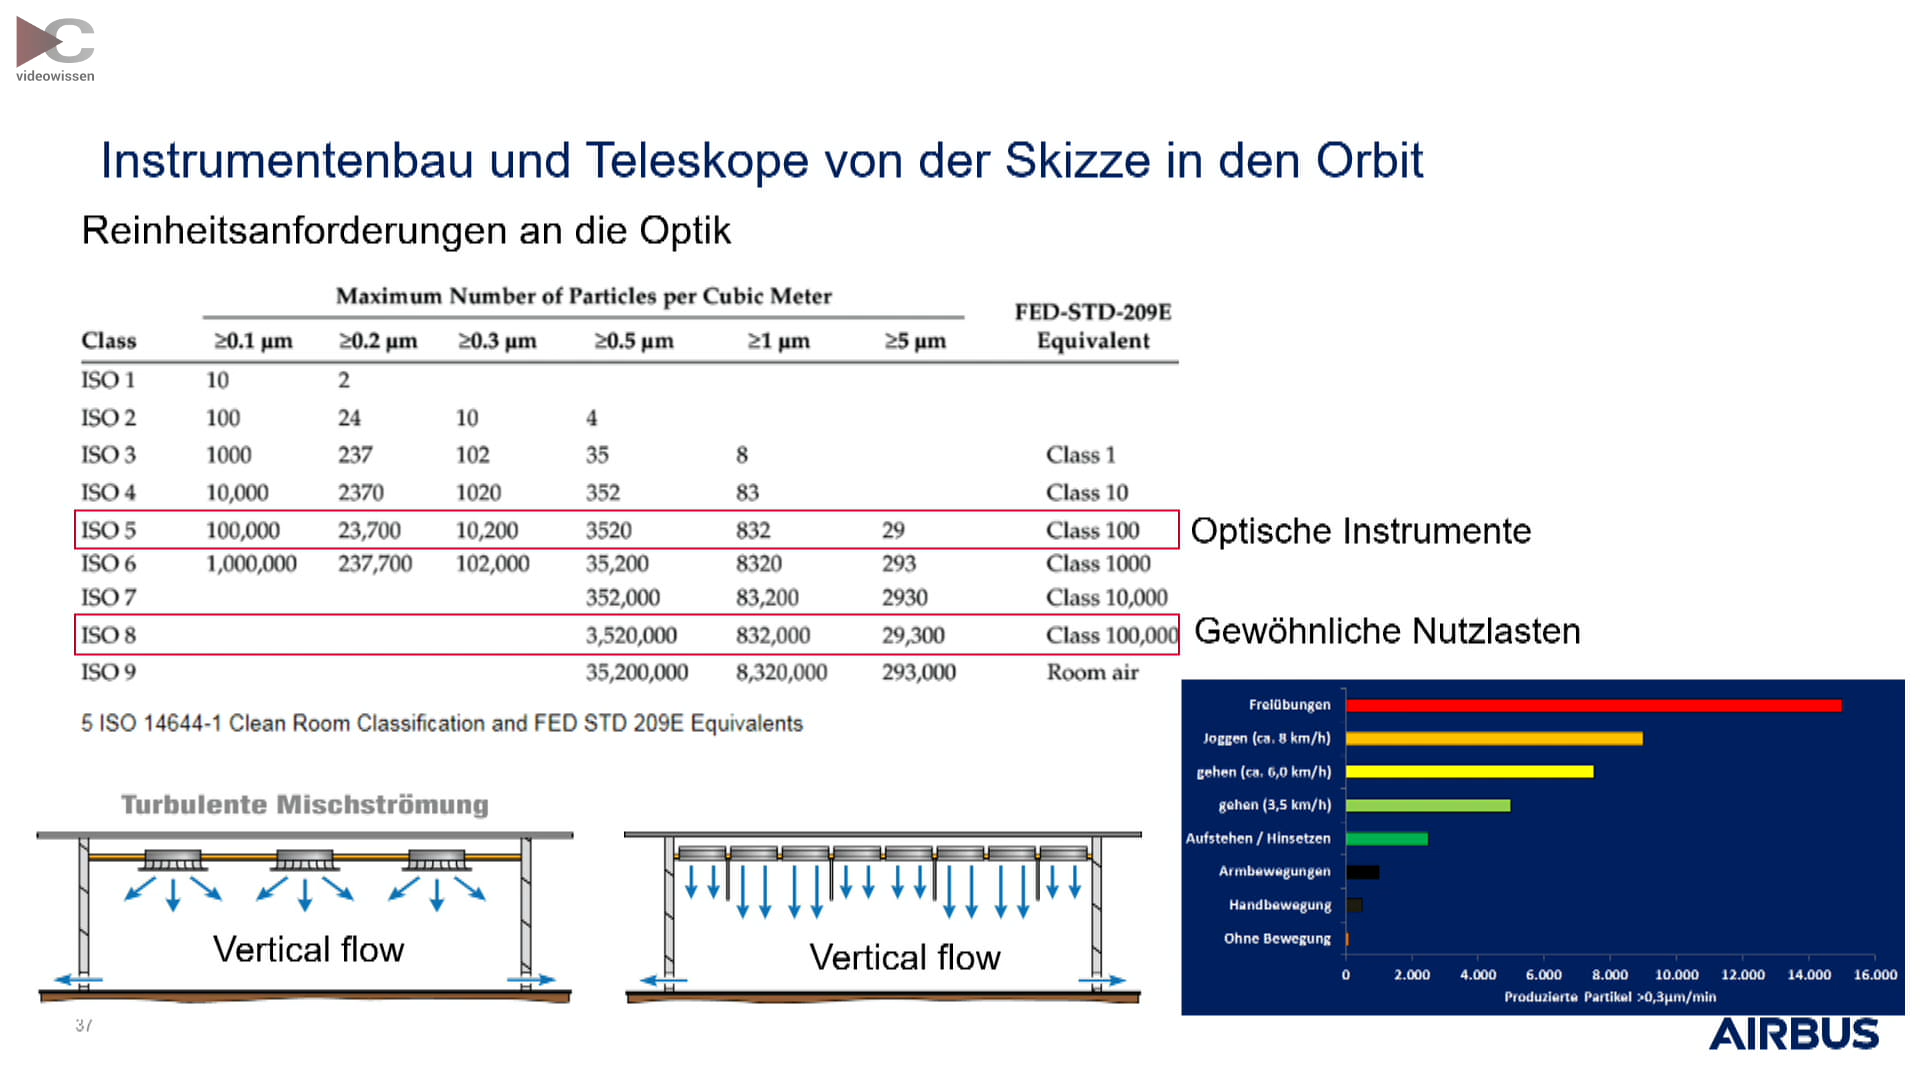 C
videowissen
Instrumentenbau und Teleskope von der Skizze in den Orbit
Reinheitsanforderungen an die Optik
Maximum Number of Particles per Cubic Meter
FED-STD-209E
Class ≥0.1 µm ≥0.2 µm ≥0.3 µm ≥0.5 µm ≥1 µm ≥5 µm Equivalent
ISO 1 10 2
ISO 2 100 24 10 4
ISO 3 1000 237 102 35 8 Class 1
ISO 4 10,000 2370 1020 352 83 Class 10
ISO 5 100,000 23,700 10,200 3520 832 29 Class 100 Optische Instrumente
ISO 6 1,000,000 237,700 102,000 35,200 8320 293 Class 1000
ISO 7 352,000 83,200 2930 Class 10,000
ISO 8 3,520,000 832,000 29,300 Class 100,000 Gewöhnliche Nutzlasten
ISO 9 35,200,000 8,320,000 293,000 Room air
5 ISO 14644-1 Clean Room Classification and FED STD 209E Equivalents
Turbulente Mischströmung
Vertical flow
Vertical flow
Freiübungen
Joggen (ca. 8 km/h)
gehen (ca. 6,0 km/h)
gehen (3,5 km/h)
Aufstehen / Hinsetzen
Armbewegungen
Handbewegung
Ohne Bewegung
0 2.000 4.000 6.000 8.000 10.000 12.000 14.000 16.000
Produzierte Partikel >0,3µm/min
37
AIRBUS